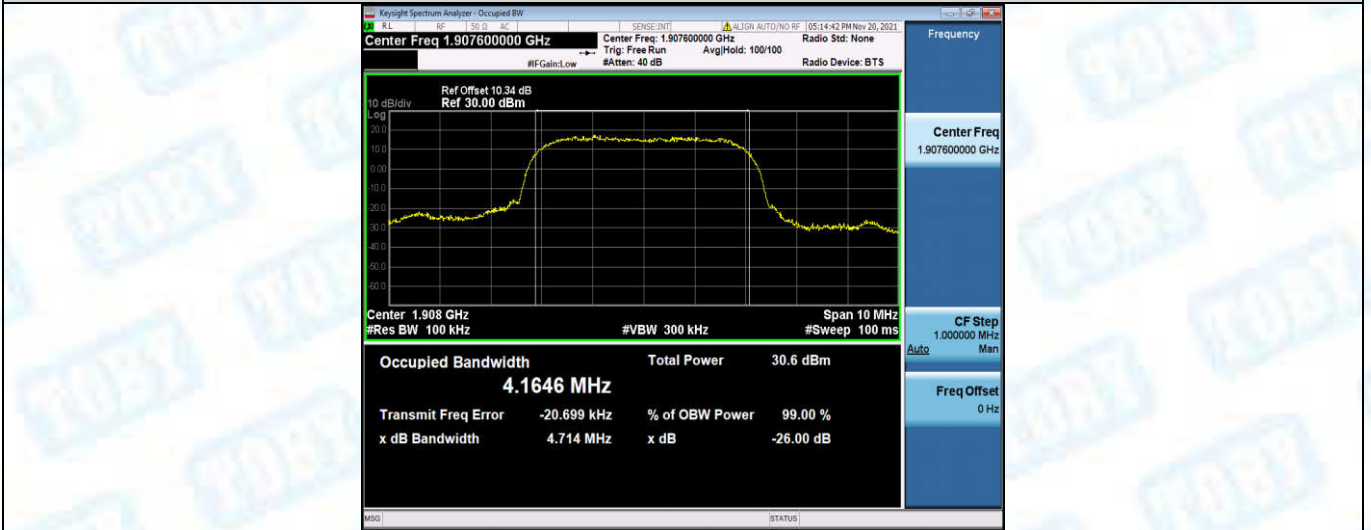 Keysight Spectrum Analyzer - Occupied BW
RL RF 50 Ω AC SENSE:INT ALIGN AUTO/NO RF 05:14:42 PM Nov 20, 2021
Center Freq 1.907600000 GHz
Center Freq: 1.907600000 GHz Radio Std: None
Trig: Free Run Avg|Hold: 100/100
#IFGain:Low #Atten: 40 dB Radio Device: BTS
Ref Offset 10.34 dB
10 dB/div Ref 30.00 dBm
Log
20.0
10.0
0.00
-10.0
-20.0
-30.0
-40.0
-50.0
-60.0
Center 1.908 GHz Span 10 MHz
#Res BW 100 kHz #VBW 300 kHz #Sweep 100 ms
Occupied Bandwidth Total Power 30.6 dBm
4.1646 MHz
Transmit Freq Error -20.699 kHz % of OBW Power 99.00 %
x dB Bandwidth 4.714 MHz x dB -26.00 dB
MSG STATUS
Frequency
Center Freq
1.907600000 GHz
CF Step
1.000000 MHz
Auto Man
Freq Offset
0 Hz